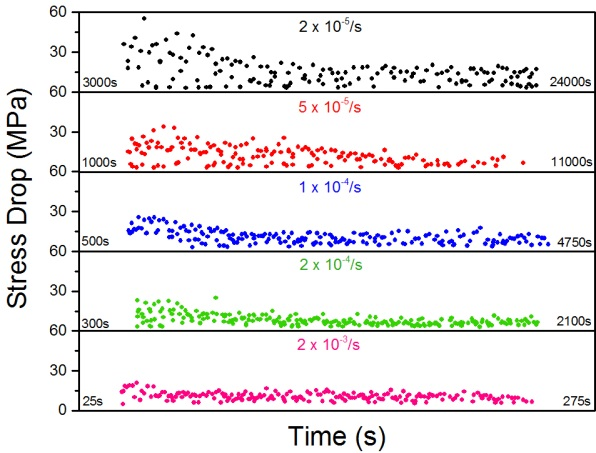 60
2 x 10⁻⁵/s
30
3000s
24000s
60
5 x 10⁻⁵/s
30
1000s
11000s
60
1 x 10⁻⁴/s
30
500s
4750s
60
2 x 10⁻⁴/s
30
300s
2100s
60
2 x 10⁻³/s
30
25s
275s
0
Stress Drop (MPa)
Time (s)